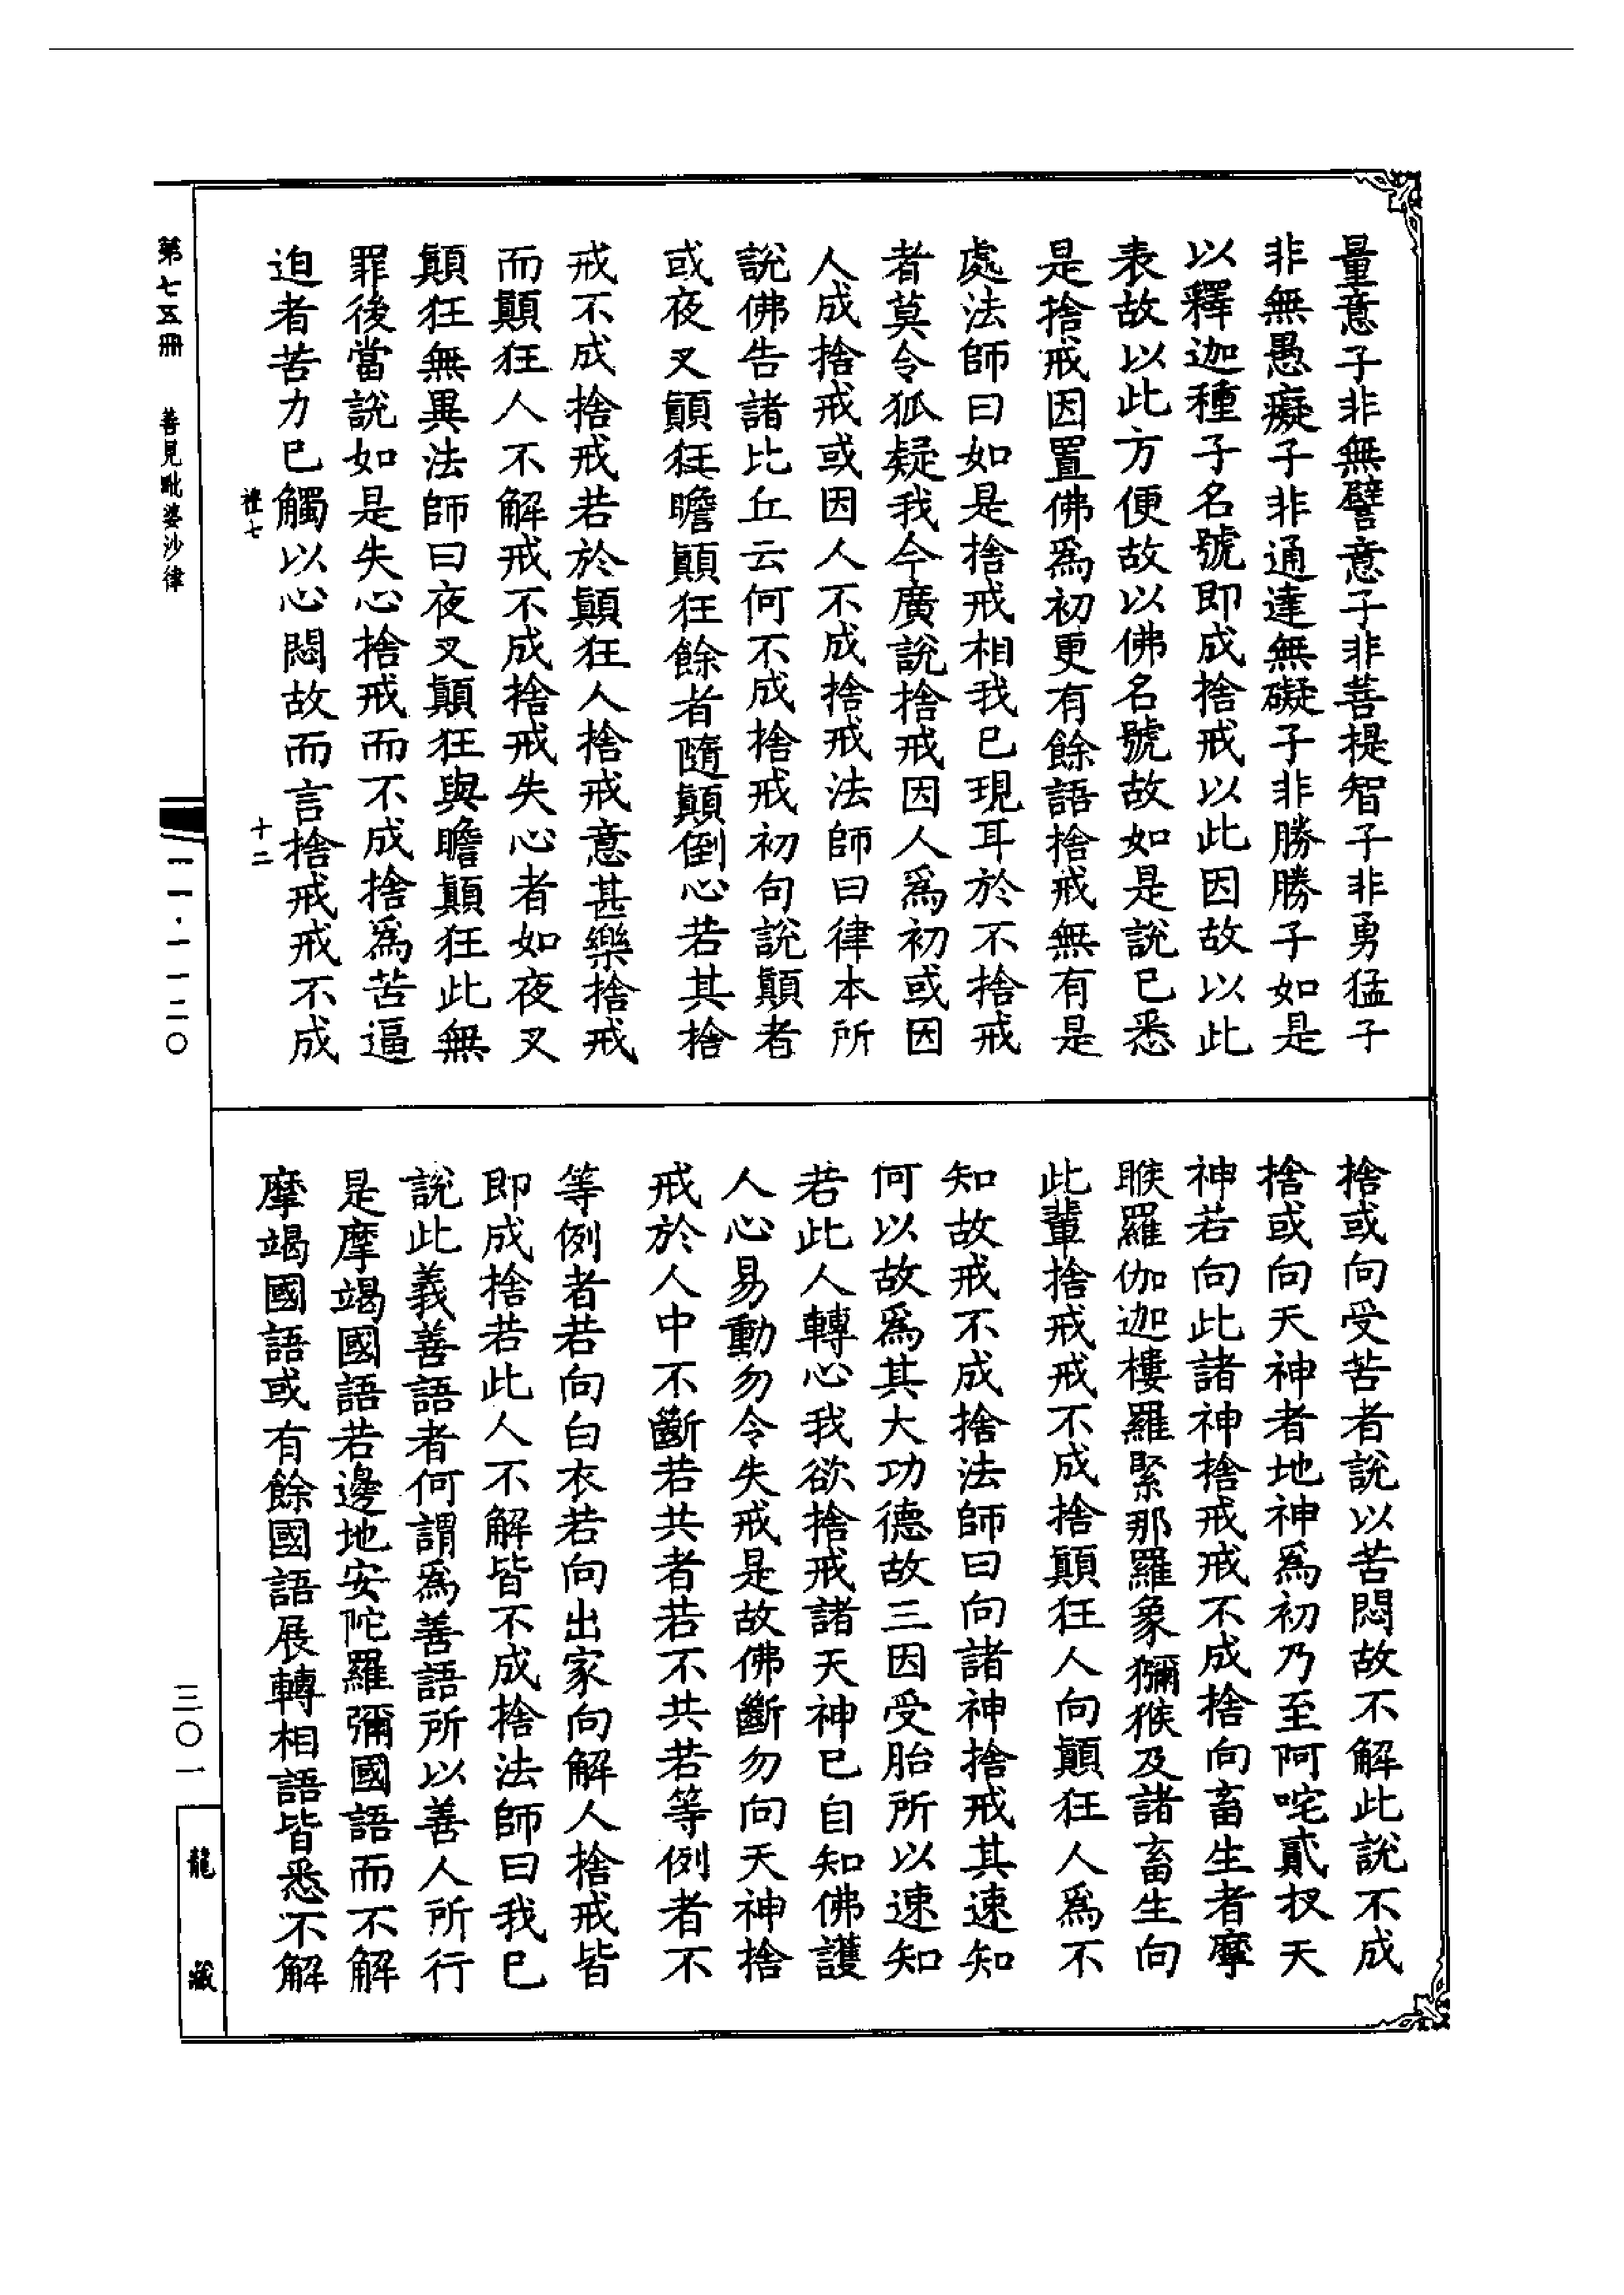 量意子非無譬意子非菩提智子非勇猛子
非無愚癡子非通達無礙子非勝勝子如是
以釋迦種子名號即成捨戒以此因故以此
表故以此方便故以佛名號故如是說已悉
是捨戒因置佛爲初更有餘語捨戒無有是
處法師曰如是捨戒相我已現耳於不捨戒
者莫令狐疑我今廣說捨戒因人爲初或因
人成捨戒或因人不成捨戒法師曰律本所
說佛告諸比丘云何不成捨戒初句說顚者
或夜叉顚狂瞻顚狂餘者隨顚倒心若其捨
戒不成捨戒若於顚狂人捨戒意甚樂捨戒
而顚狂人不解戒不成捨戒失心者如夜叉
顚狂無異法師曰夜叉顚狂與瞻顚狂此無
罪後當說如是失心捨戒而不成捨爲苦逼
迫者苦力已觸以心悶故而言捨戒戒不成
捨或向受苦者說以苦悶故不解此說不成
捨或向天神者地神爲初乃至阿咤貳杈天
神若向此諸神捨戒戒不成捨向畜生者摩
睺羅伽迦樓羅緊那羅象獼猴及諸畜生向
此輩捨戒戒不成捨顚狂人向顚狂人爲不
知故戒不成捨法師曰向諸神捨戒其速知
何以故爲其大功德故三因受胎所以速知
若此人轉心我欲捨戒諸天神已自知佛護
人心易動勿令失戒是故佛斷勿向天神捨
戒於人中不斷若共者若不共若等例者不
等例者若向白衣若向出家向解人捨戒皆
即成捨若此人不解皆不成捨法師曰我已
說此義善語者何謂爲善語所以善人所行
是摩竭國語若邊地安陀羅彌國語而不解
摩竭國語或有餘國語展轉相語皆悉不解
第七五冊 善見毗婆沙律
十二
一一·一一二〇
三〇一
龍藏